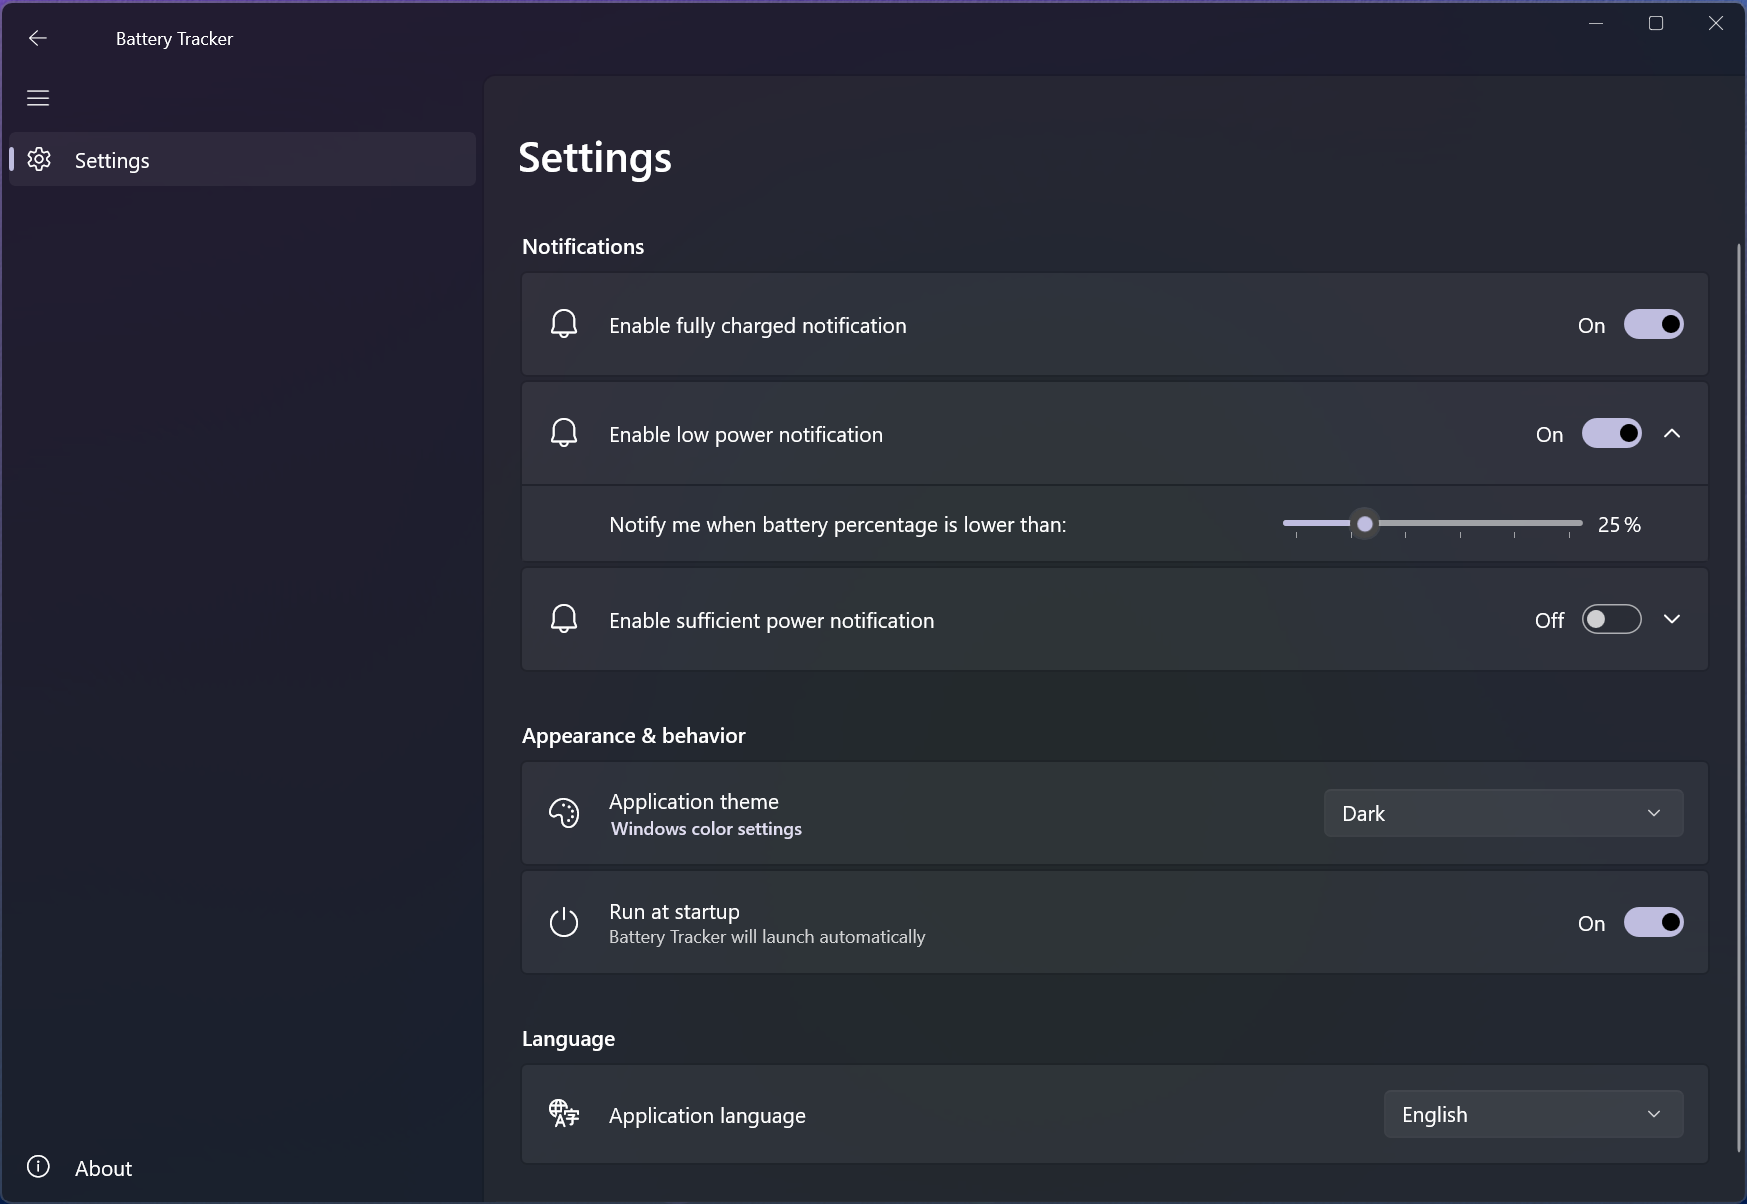 Battery Tracker
Settings
Settings
Notifications
Enable fully charged notification
On
Enable low power notification
On
Notify me when battery percentage is lower than:
25 %
Enable sufficient power notification
Off
Appearance & behavior
Application theme
Windows color settings
Dark
Run at startup
Battery Tracker will launch automatically
On
Language
Application language
English
About